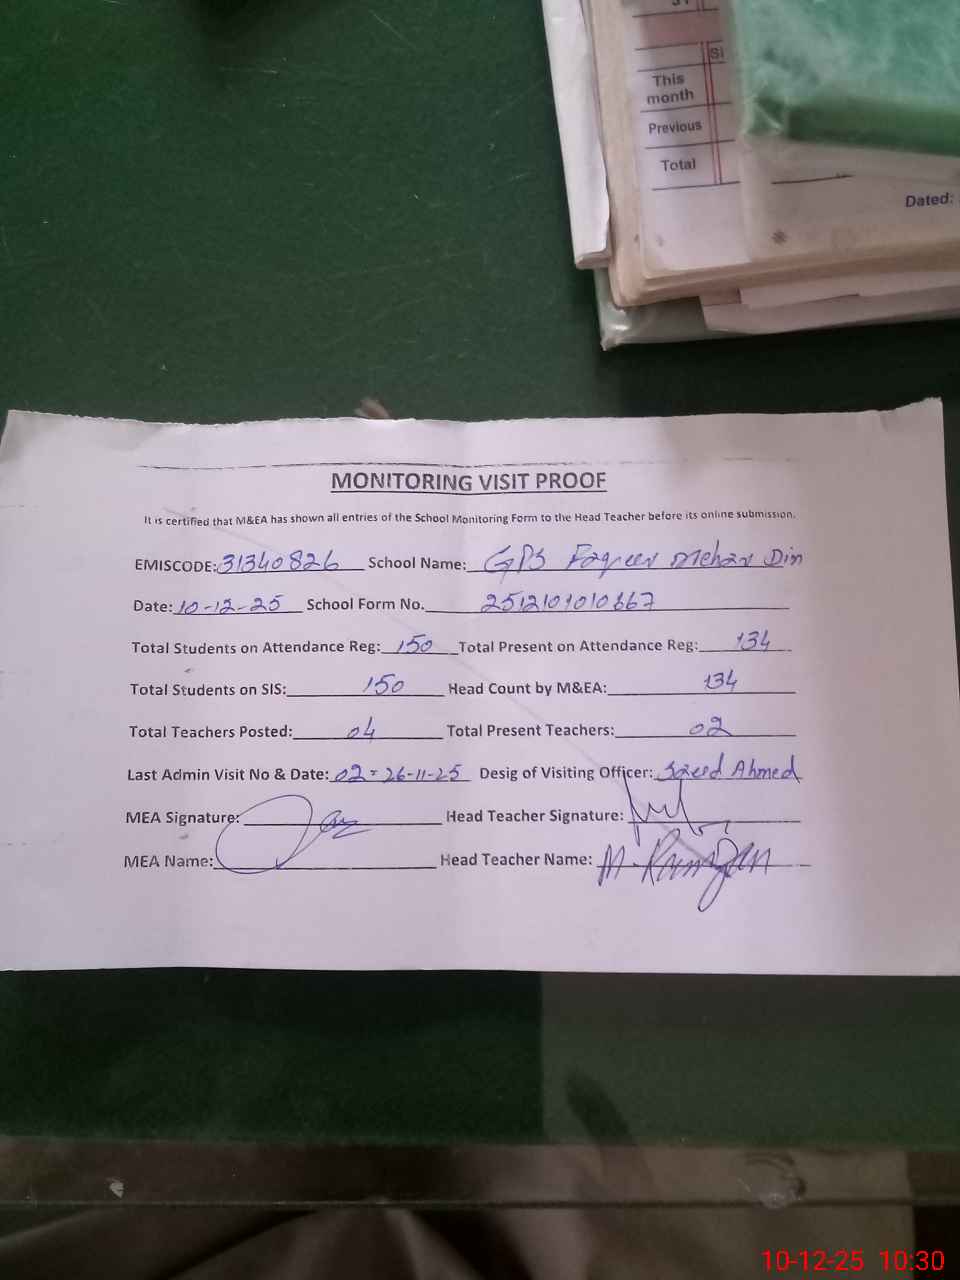 Si
This
month
Previous
Total
Dated:
MONITORING VISIT PROOF
It is certified that M&EA has shown all entries of the School Monitoring Form to the Head Teacher before its online submission.
EMISCODE: 31340826 School Name: GPS Faqeer Mehar Din
Date: 10-12-25 School Form No.
Total Students on Attendance Reg: 150 Total Present on Attendance Reg: 134
Total Students on SIS: 150 Head Count by M&EA: 134
Total Teachers Posted: 04 Total Present Teachers: 02
Last Admin Visit No & Date: 02 = 26-11-25 Desig of Visiting Officer: Saeed Ahmed
MEA Signature: Head Teacher Signature:
MEA Name: Head Teacher Name: M. Ramzan
10-12-25 10:30